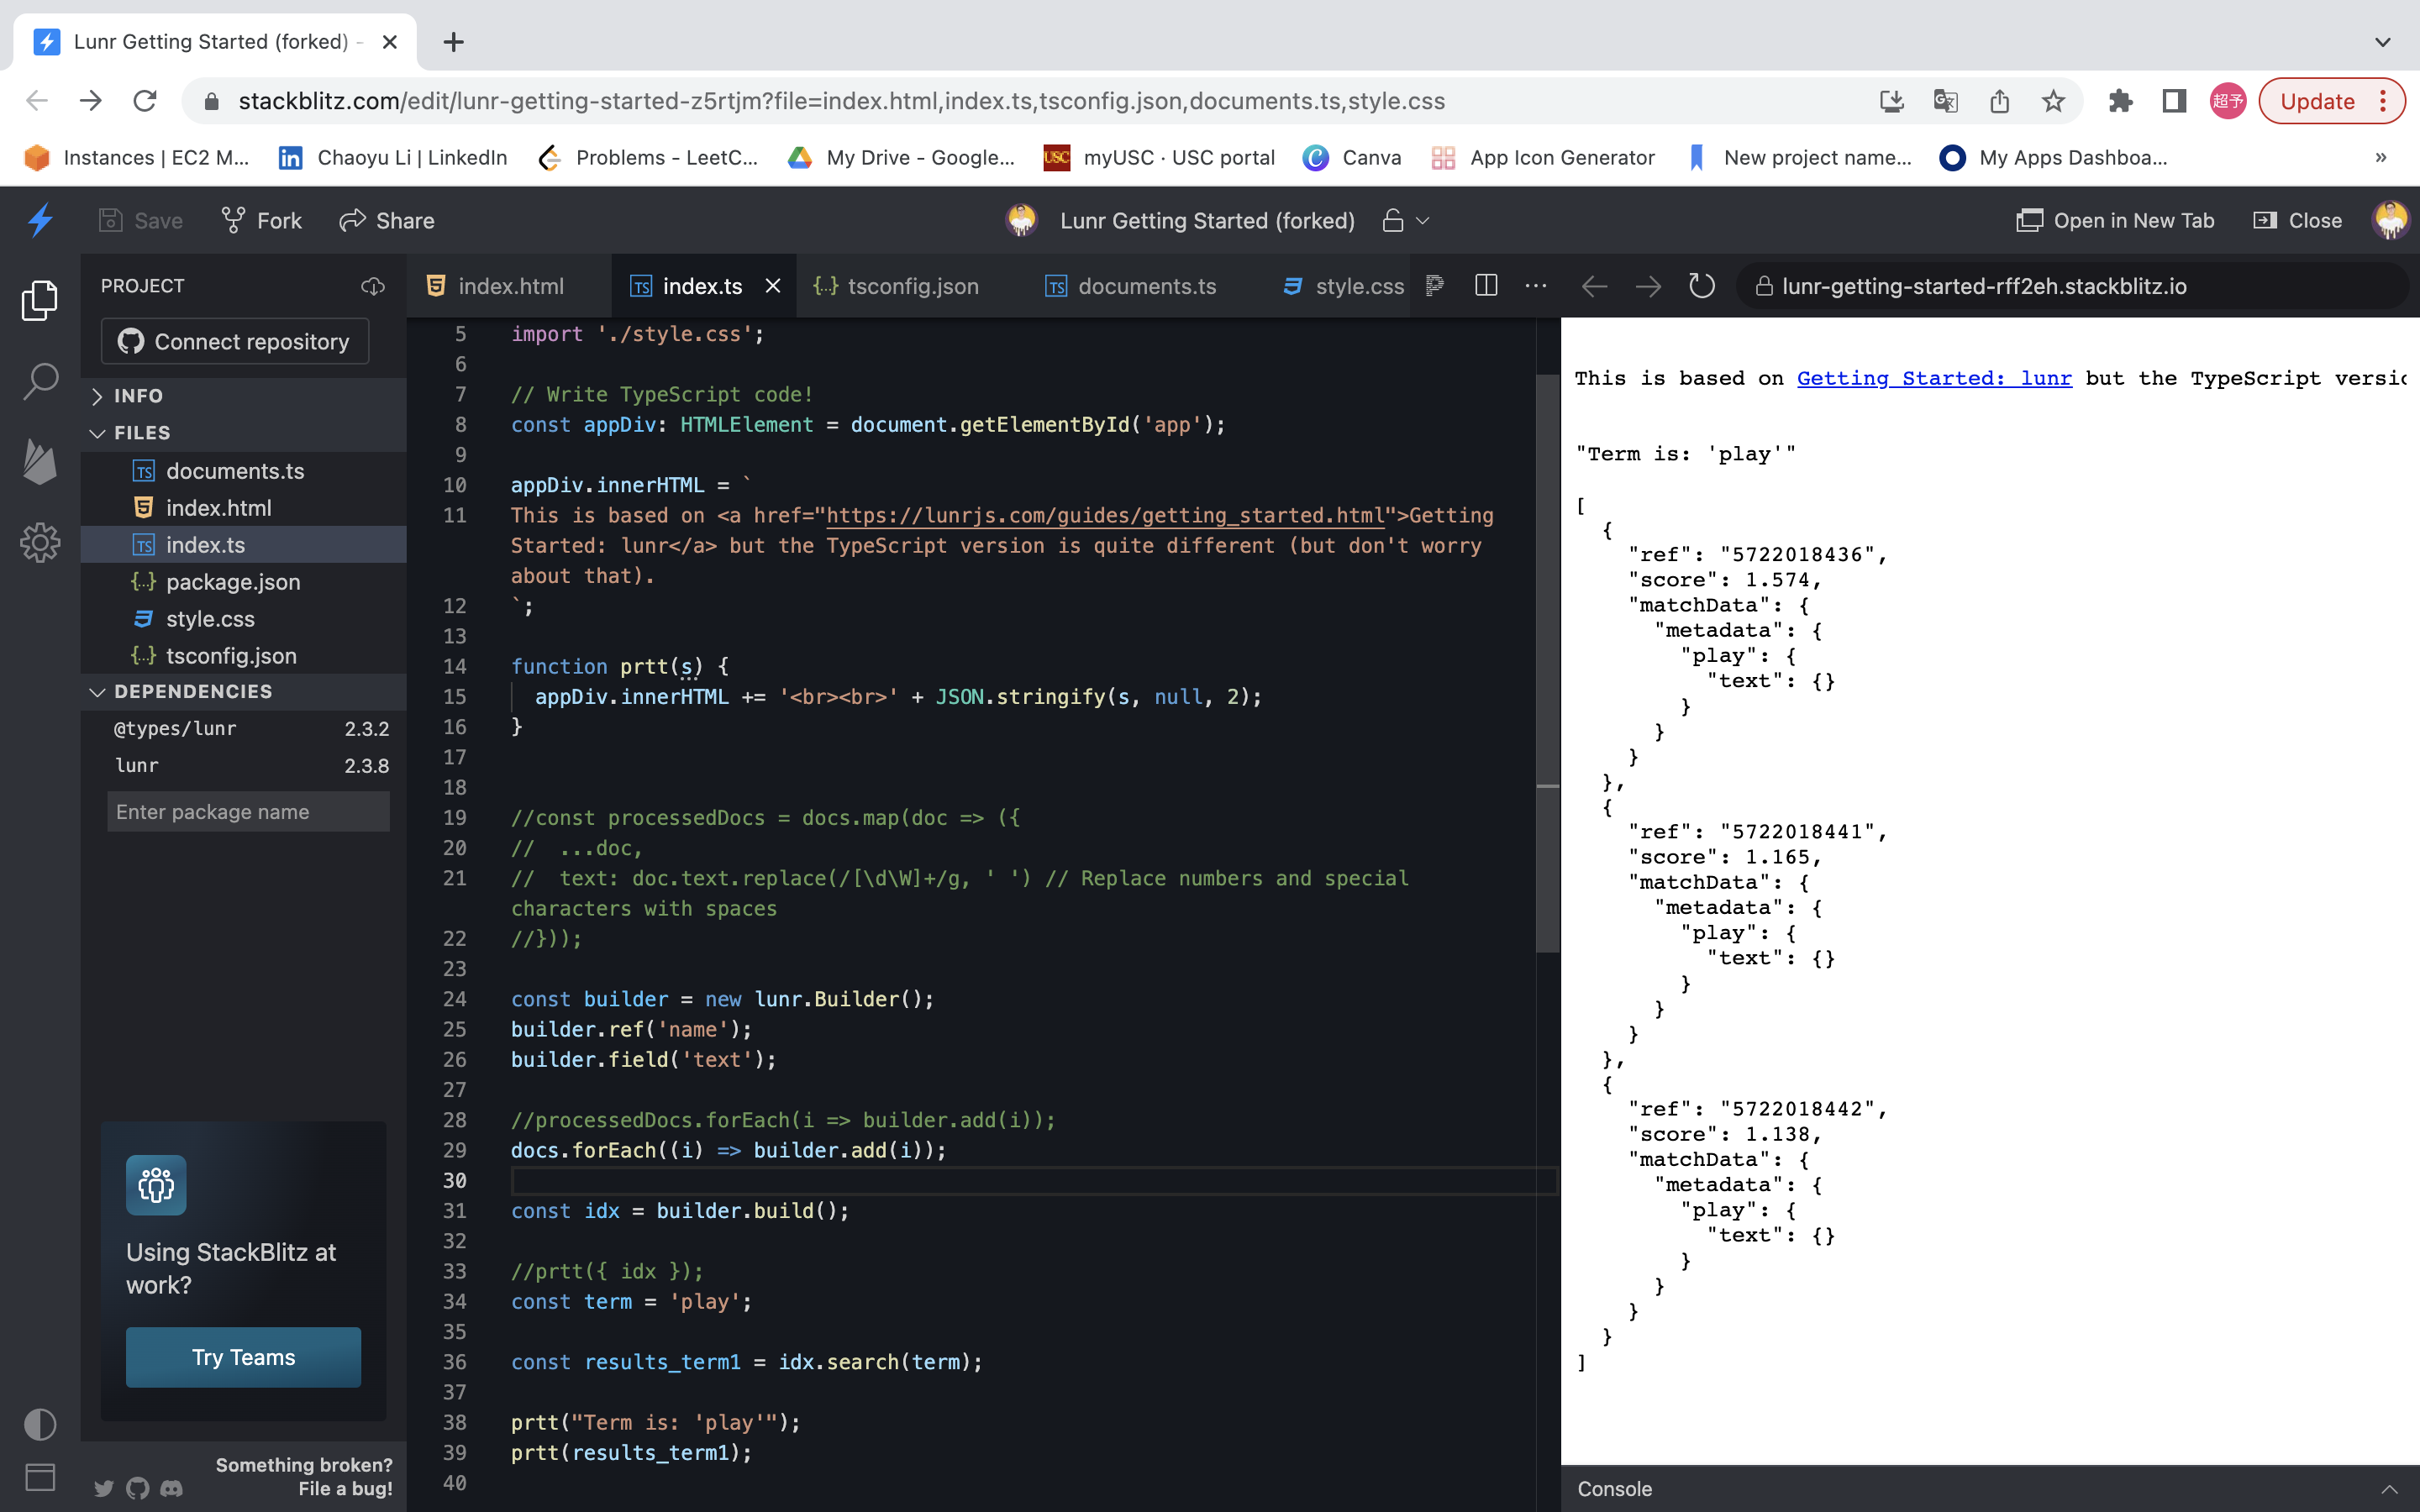 Lunr Getting Started (forked) -
stackblitz.com/edit/lunr-getting-started-z5rtjm?file=index.html,index.ts,tsconfig.json,documents.ts,style.css
超予
Update
Instances | EC2 M...
Chaoyu Li | LinkedIn
Problems - LeetC...
My Drive - Google...
USC
myUSC · USC portal
Canva
App Icon Generator
New project name...
My Apps Dashboa...
»
Save
Fork
Share
Lunr Getting Started (forked)
Open in New Tab
Close
PROJECT
Connect repository
INFO
FILES
TS documents.ts
index.html
TS index.ts
{..} package.json
style.css
{..} tsconfig.json
DEPENDENCIES
@types/lunr 2.3.2
lunr 2.3.8
Enter package name
Using StackBlitz at
work?
Try Teams
Something broken?
File a bug!
index.html
TS index.ts
{..} tsconfig.json
TS documents.ts
style.css
5 import './style.css';
6
7 // Write TypeScript code!
8 const appDiv: HTMLElement = document.getElementById('app');
9
10 appDiv.innerHTML = `
11 This is based on <a href="https://lunrjs.com/guides/getting_started.html">Getting
Started: lunr</a> but the TypeScript version is quite different (but don't worry
about that).
12 `;
13
14 function prtt(s) {
15 appDiv.innerHTML += '<br><br>' + JSON.stringify(s, null, 2);
16 }
17
18
19 //const processedDocs = docs.map(doc => ({
20 //  ...doc,
21 //  text: doc.text.replace(/[\d\W]+/g, ' ') // Replace numbers and special
characters with spaces
22 //}));
23
24 const builder = new lunr.Builder();
25 builder.ref('name');
26 builder.field('text');
27
28 //processedDocs.forEach(i => builder.add(i));
29 docs.forEach((i) => builder.add(i));
30
31 const idx = builder.build();
32
33 //prtt({ idx });
34 const term = 'play';
35
36 const results_term1 = idx.search(term);
37
38 prtt("Term is: 'play'");
39 prtt(results_term1);
40
lunr-getting-started-rff2eh.stackblitz.io
This is based on Getting Started: lunr but the TypeScript versic
"Term is: 'play'"
[
{
"ref": "5722018436",
"score": 1.574,
"matchData": {
"metadata": {
"play": {
"text": {}
}
}
}
},
{
"ref": "5722018441",
"score": 1.165,
"matchData": {
"metadata": {
"play": {
"text": {}
}
}
}
},
{
"ref": "5722018442",
"score": 1.138,
"matchData": {
"metadata": {
"play": {
"text": {}
}
}
}
}
]
Console